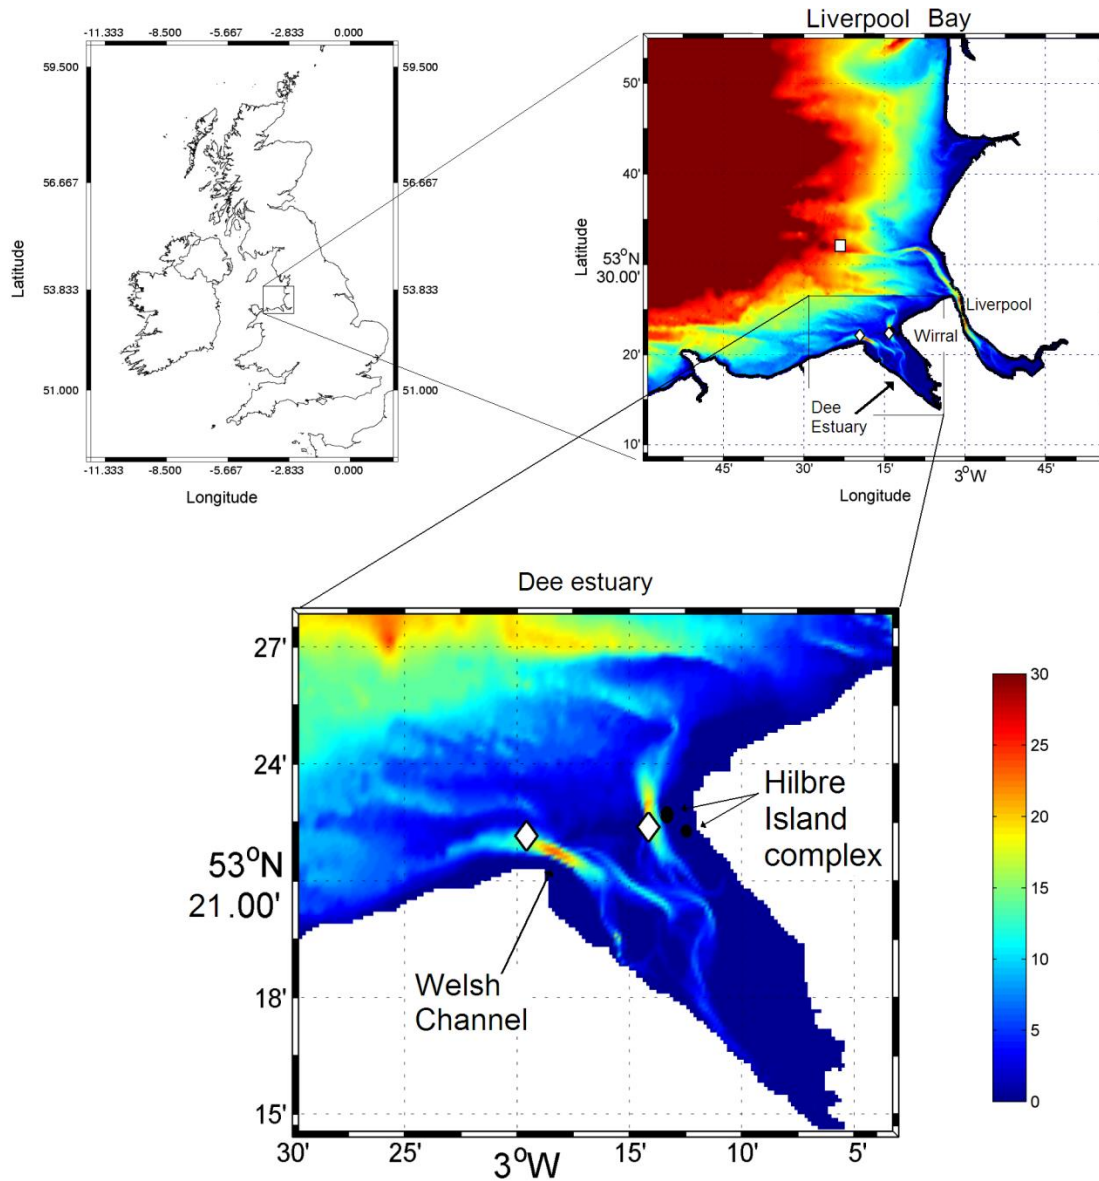 -11.333 -8.500 -5.667 -2.833 0.000
59.500 59.500
56.667 56.667
Latitude
53.833 53.833
51.000 51.000
-11.333 -8.500 -5.667 -2.833 0.000
Longitude
Liverpool Bay
50'
40'
Latitude
53°N
30.00'
20'
10'
Liverpool
Wirral
Dee
Estuary
45' 30' 15' 3°W 45'
Longitude
Dee estuary
27'
24'
53°N
21.00'
18'
15'
Hilbre
Island
complex
Welsh
Channel
30' 25' 3°W 15' 10' 5'
30
25
20
15
10
5
0